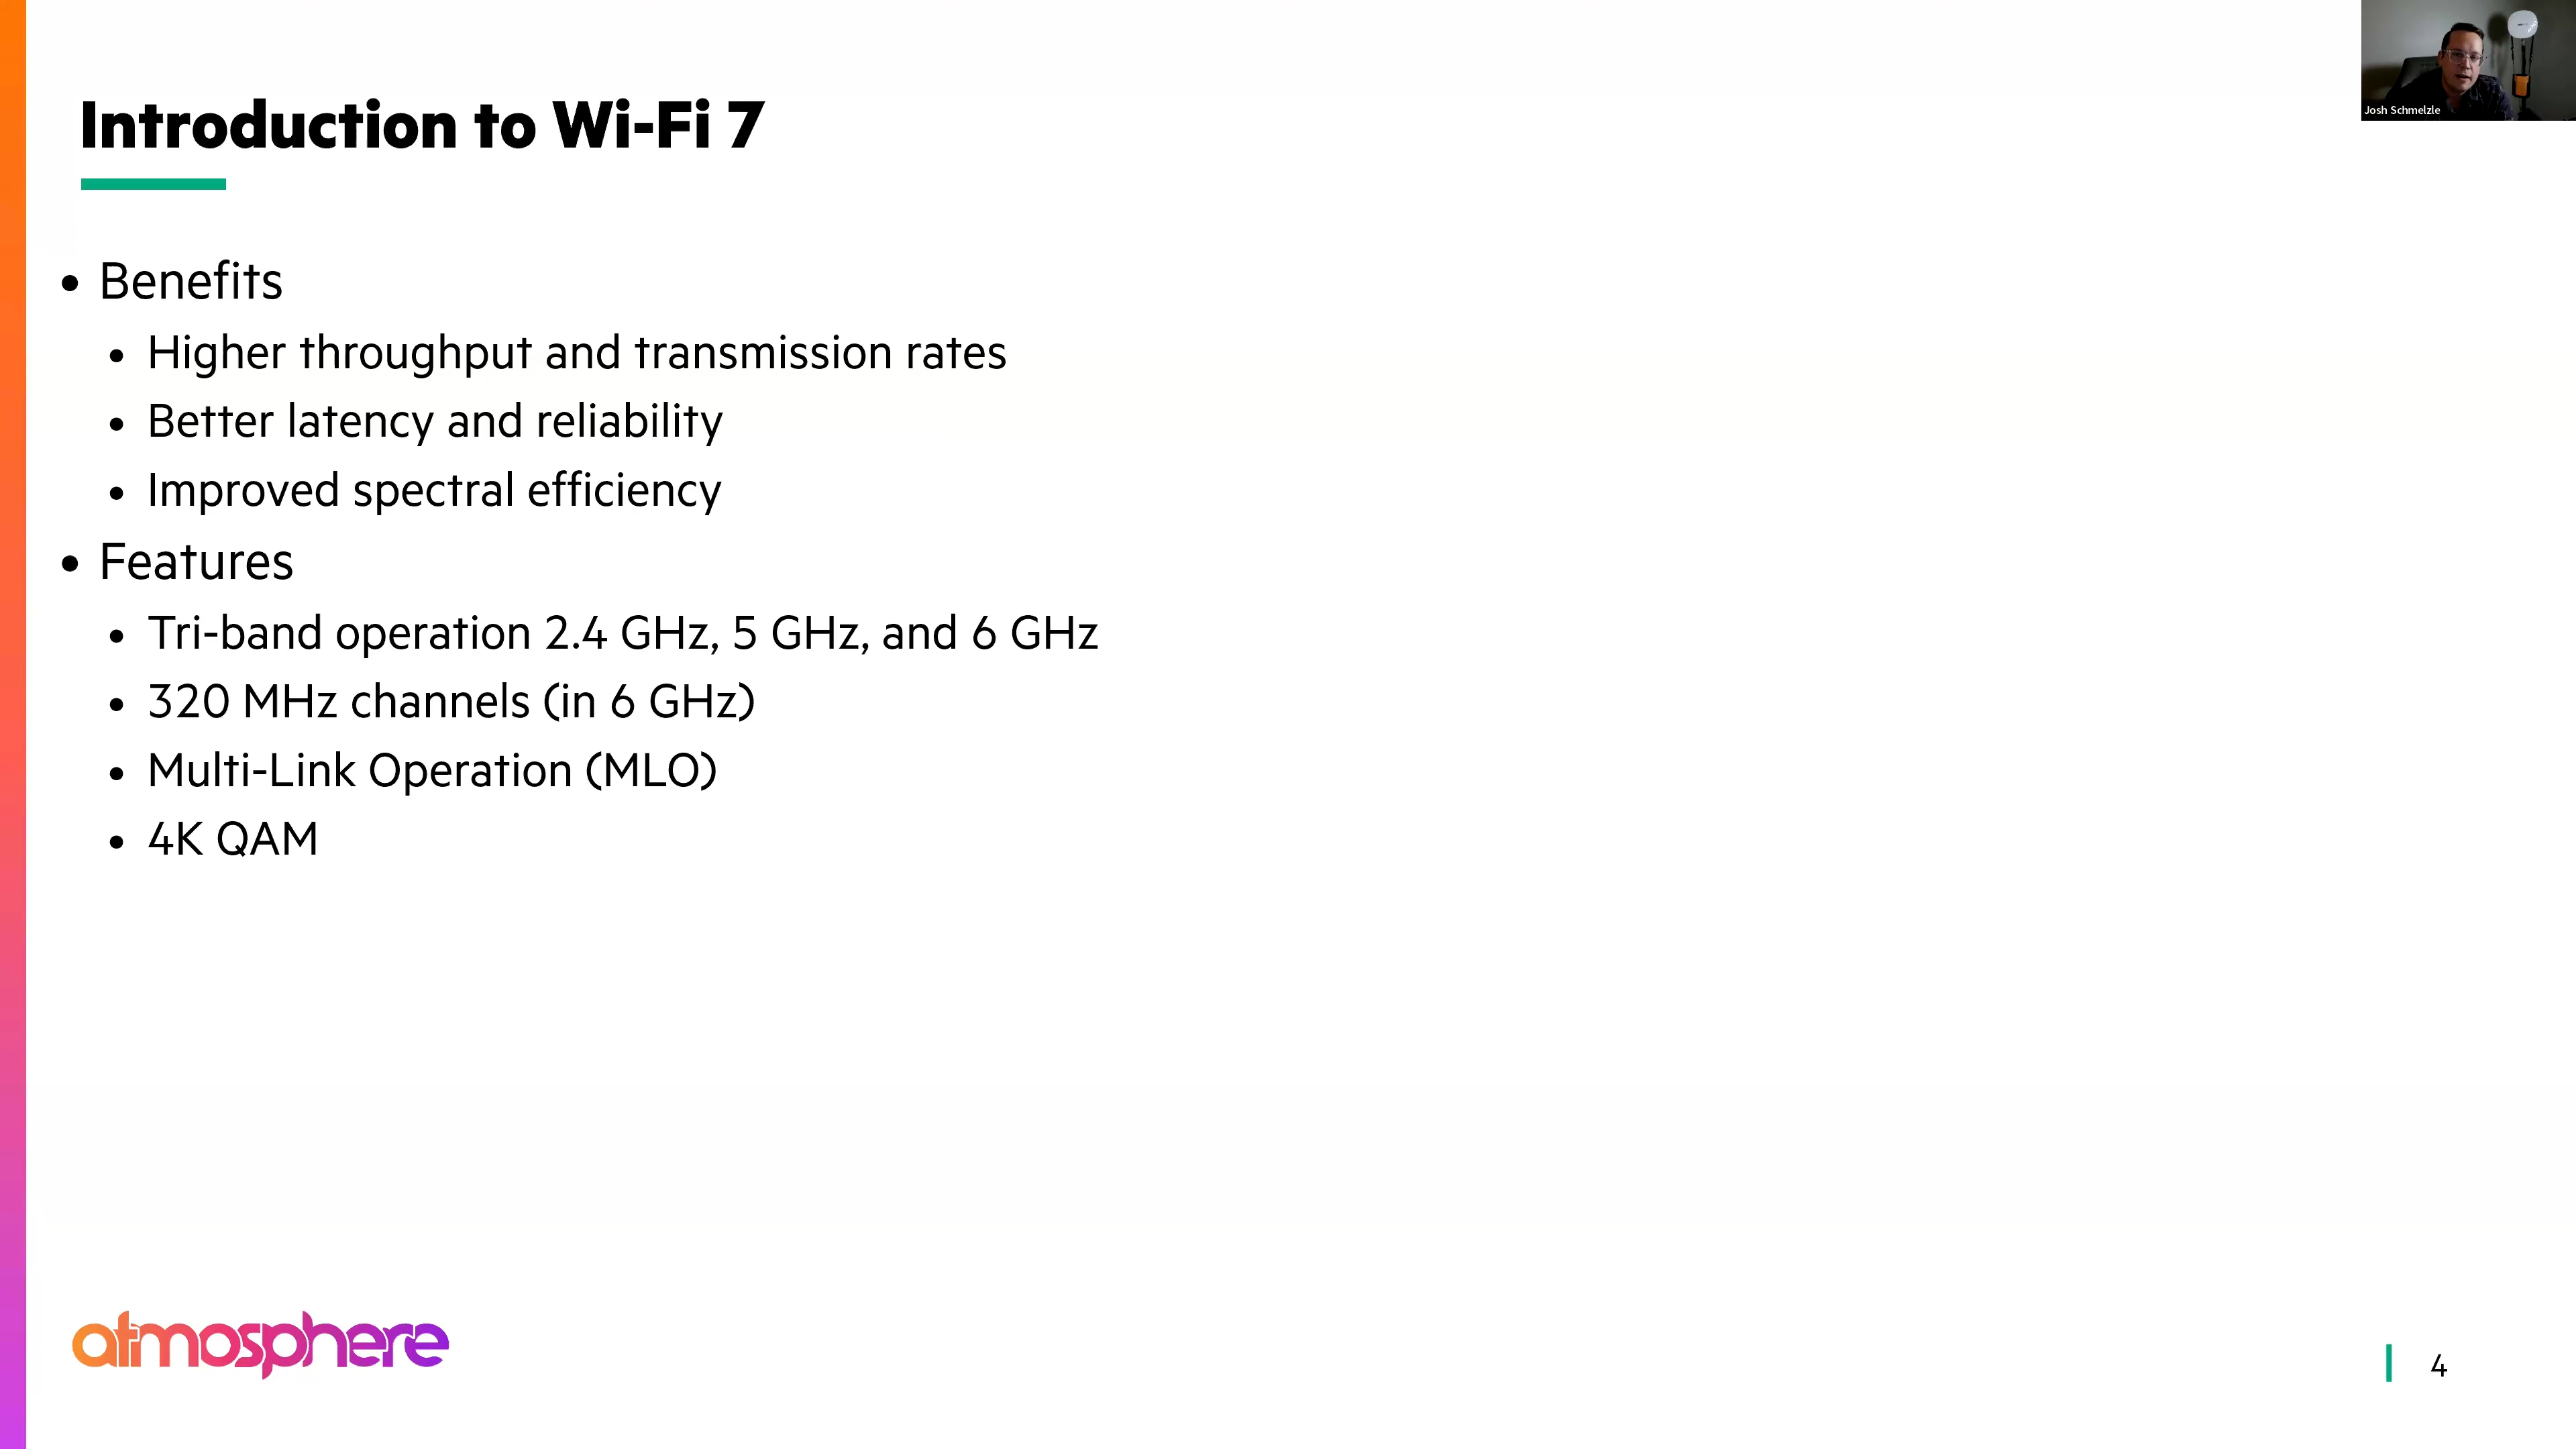 Josh Schmelzle
Introduction to Wi-Fi 7
• Benefits
• Higher throughput and transmission rates
• Better latency and reliability
• Improved spectral efficiency
• Features
• Tri-band operation 2.4 GHz, 5 GHz, and 6 GHz
• 320 MHz channels (in 6 GHz)
• Multi-Link Operation (MLO)
• 4K QAM
atmosphere
4